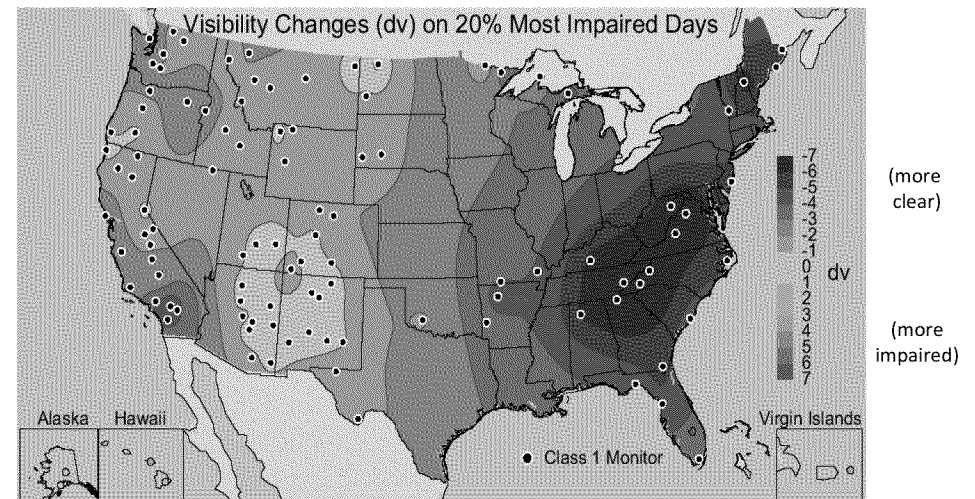 Visibility Changes (dv) on 20% Most Impaired Days
-7
-6
-5
-4
-3
-2
-1
0
1
2
3
4
5
6
7
dv
(more
clear)
(more
impaired)
Alaska
Hawaii
Virgin Islands
Class 1 Monitor